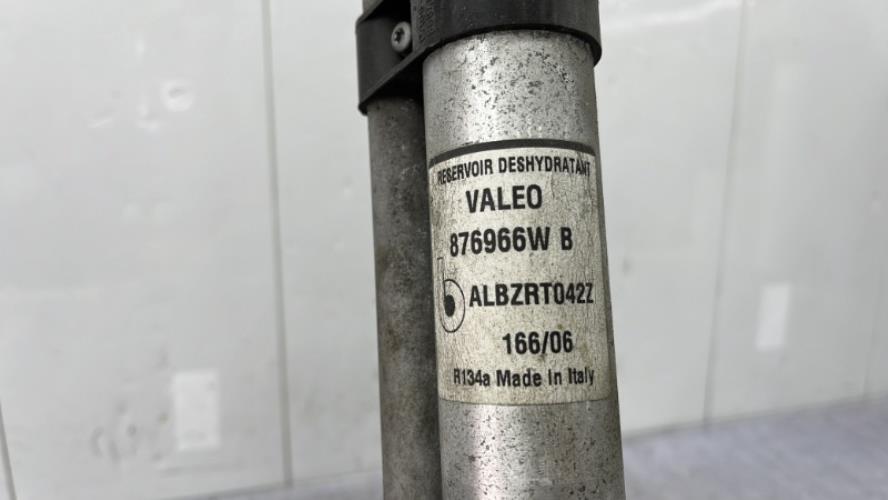 RESERVOIR DESHYDRATANT
VALEO
876966W B
ALBZRT042Z
166/06
R134a Made In Italy